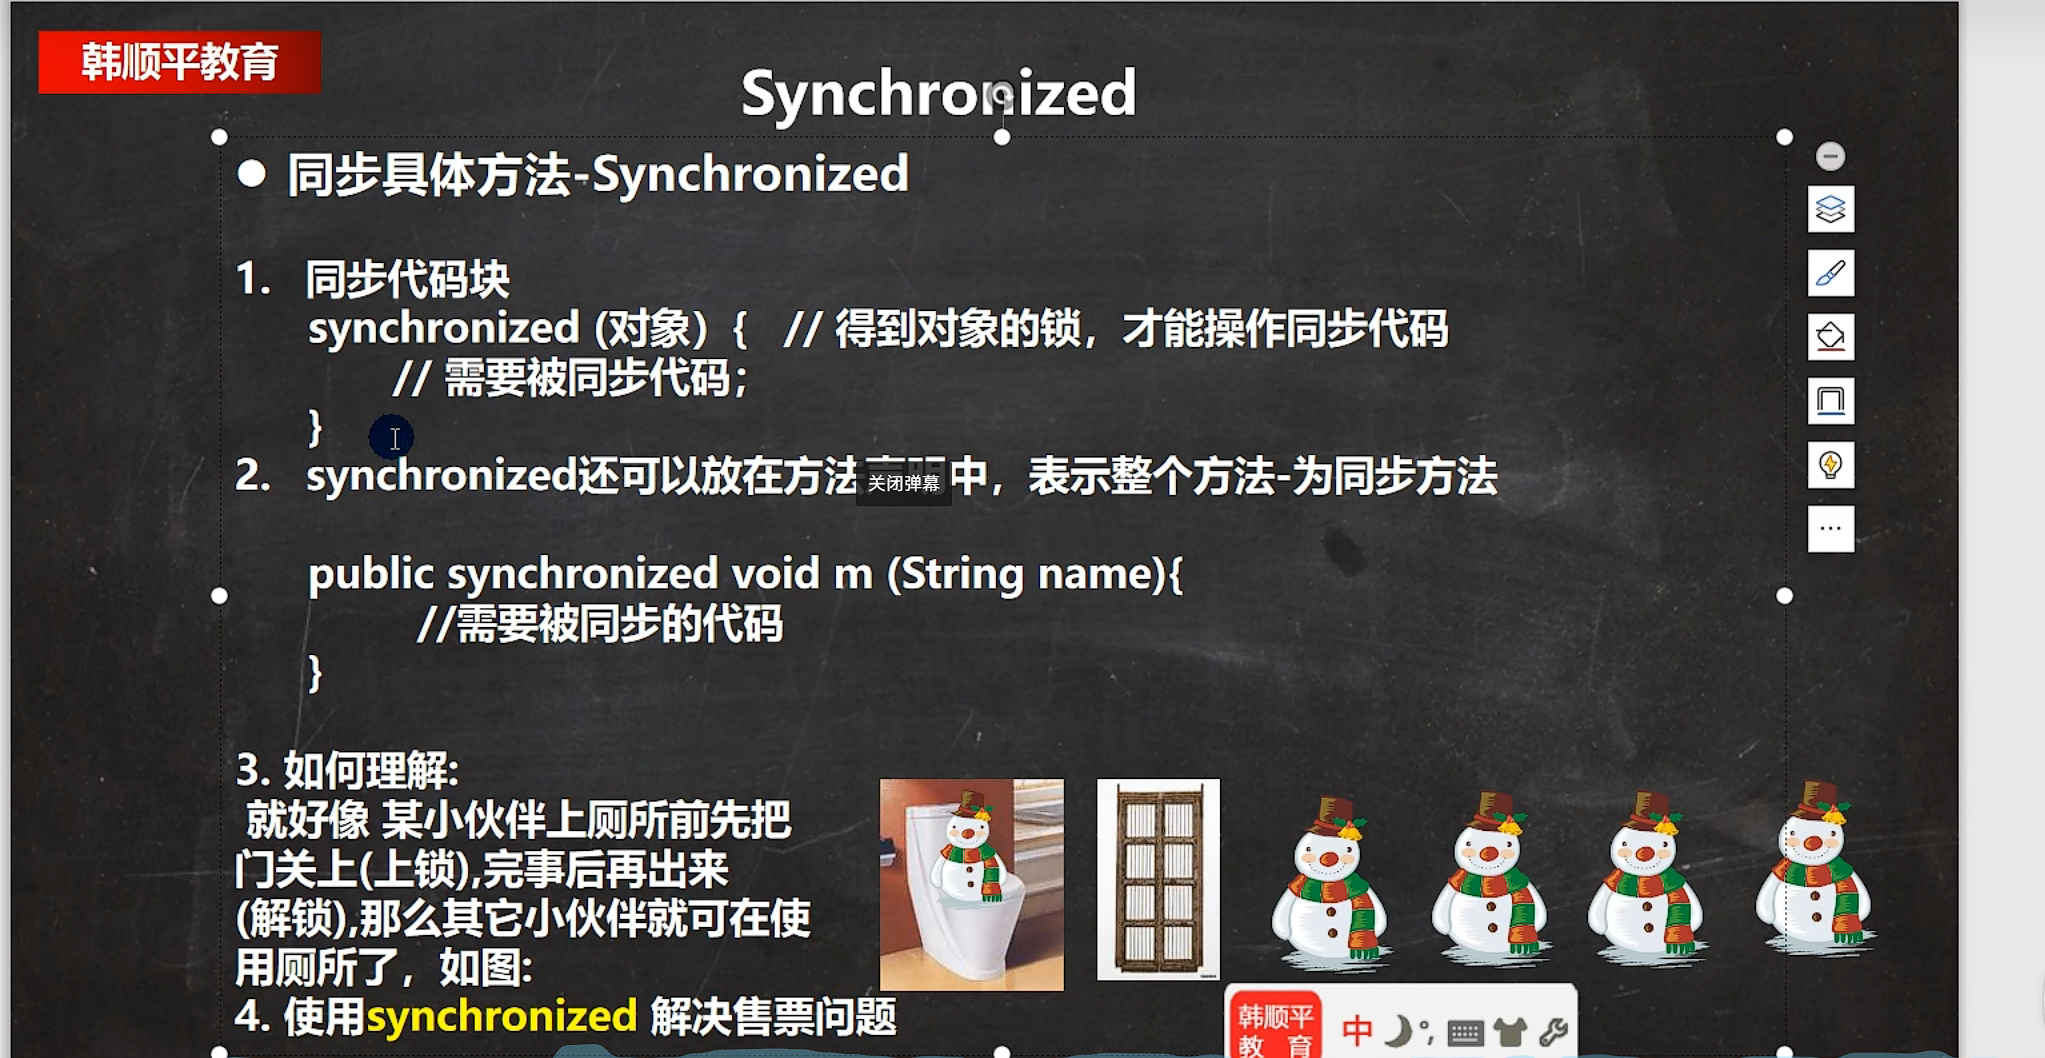 韩顺平教育
Synchronized
同步具体方法-Synchronized
1. 同步代码块
synchronized (对象) { // 得到对象的锁，才能操作同步代码
// 需要被同步代码;
}
2. synchronized还可以放在方法声明中，表示整个方法-为同步方法
关闭弹幕
public synchronized void m (String name){
//需要被同步的代码
}
3. 如何理解:
就好像 某小伙伴上厕所前先把
门关上(上锁),完事后再出来
(解锁),那么其它小伙伴就可在使
用厕所了，如图:
4. 使用synchronized 解决售票问题
韩顺平
教 育
中